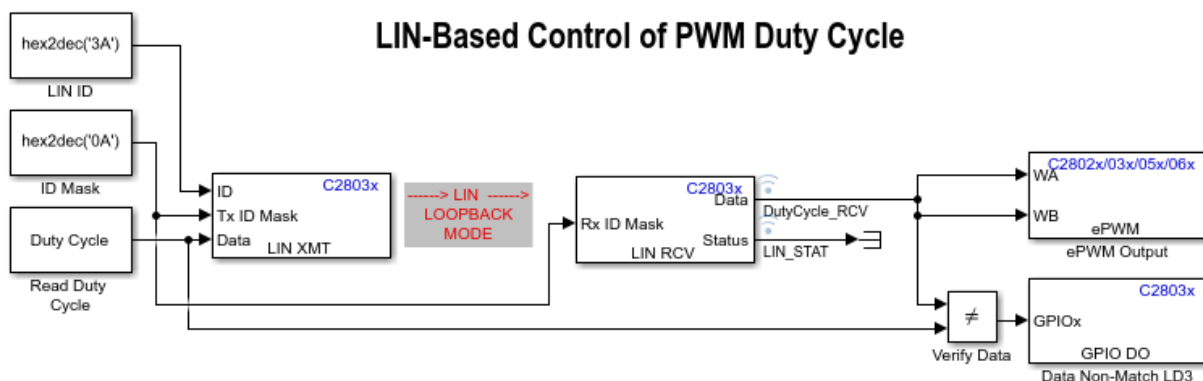 LIN-Based Control of PWM Duty Cycle
hex2dec('3A')
LIN ID
hex2dec('0A')
ID Mask
Duty Cycle
Read Duty
Cycle
C2803x
ID
Tx ID Mask
Data
LIN XMT
------> LIN ------>
LOOPBACK
MODE
C2803x
Data
Rx ID Mask
Status
LIN RCV
DutyCycle_RCV
LIN_STAT
C2802x/03x/05x/06x
WA
WB
ePWM
ePWM Output
≠
Verify Data
C2803x
GPIOx
GPIO DO
Data Non-Match LD3